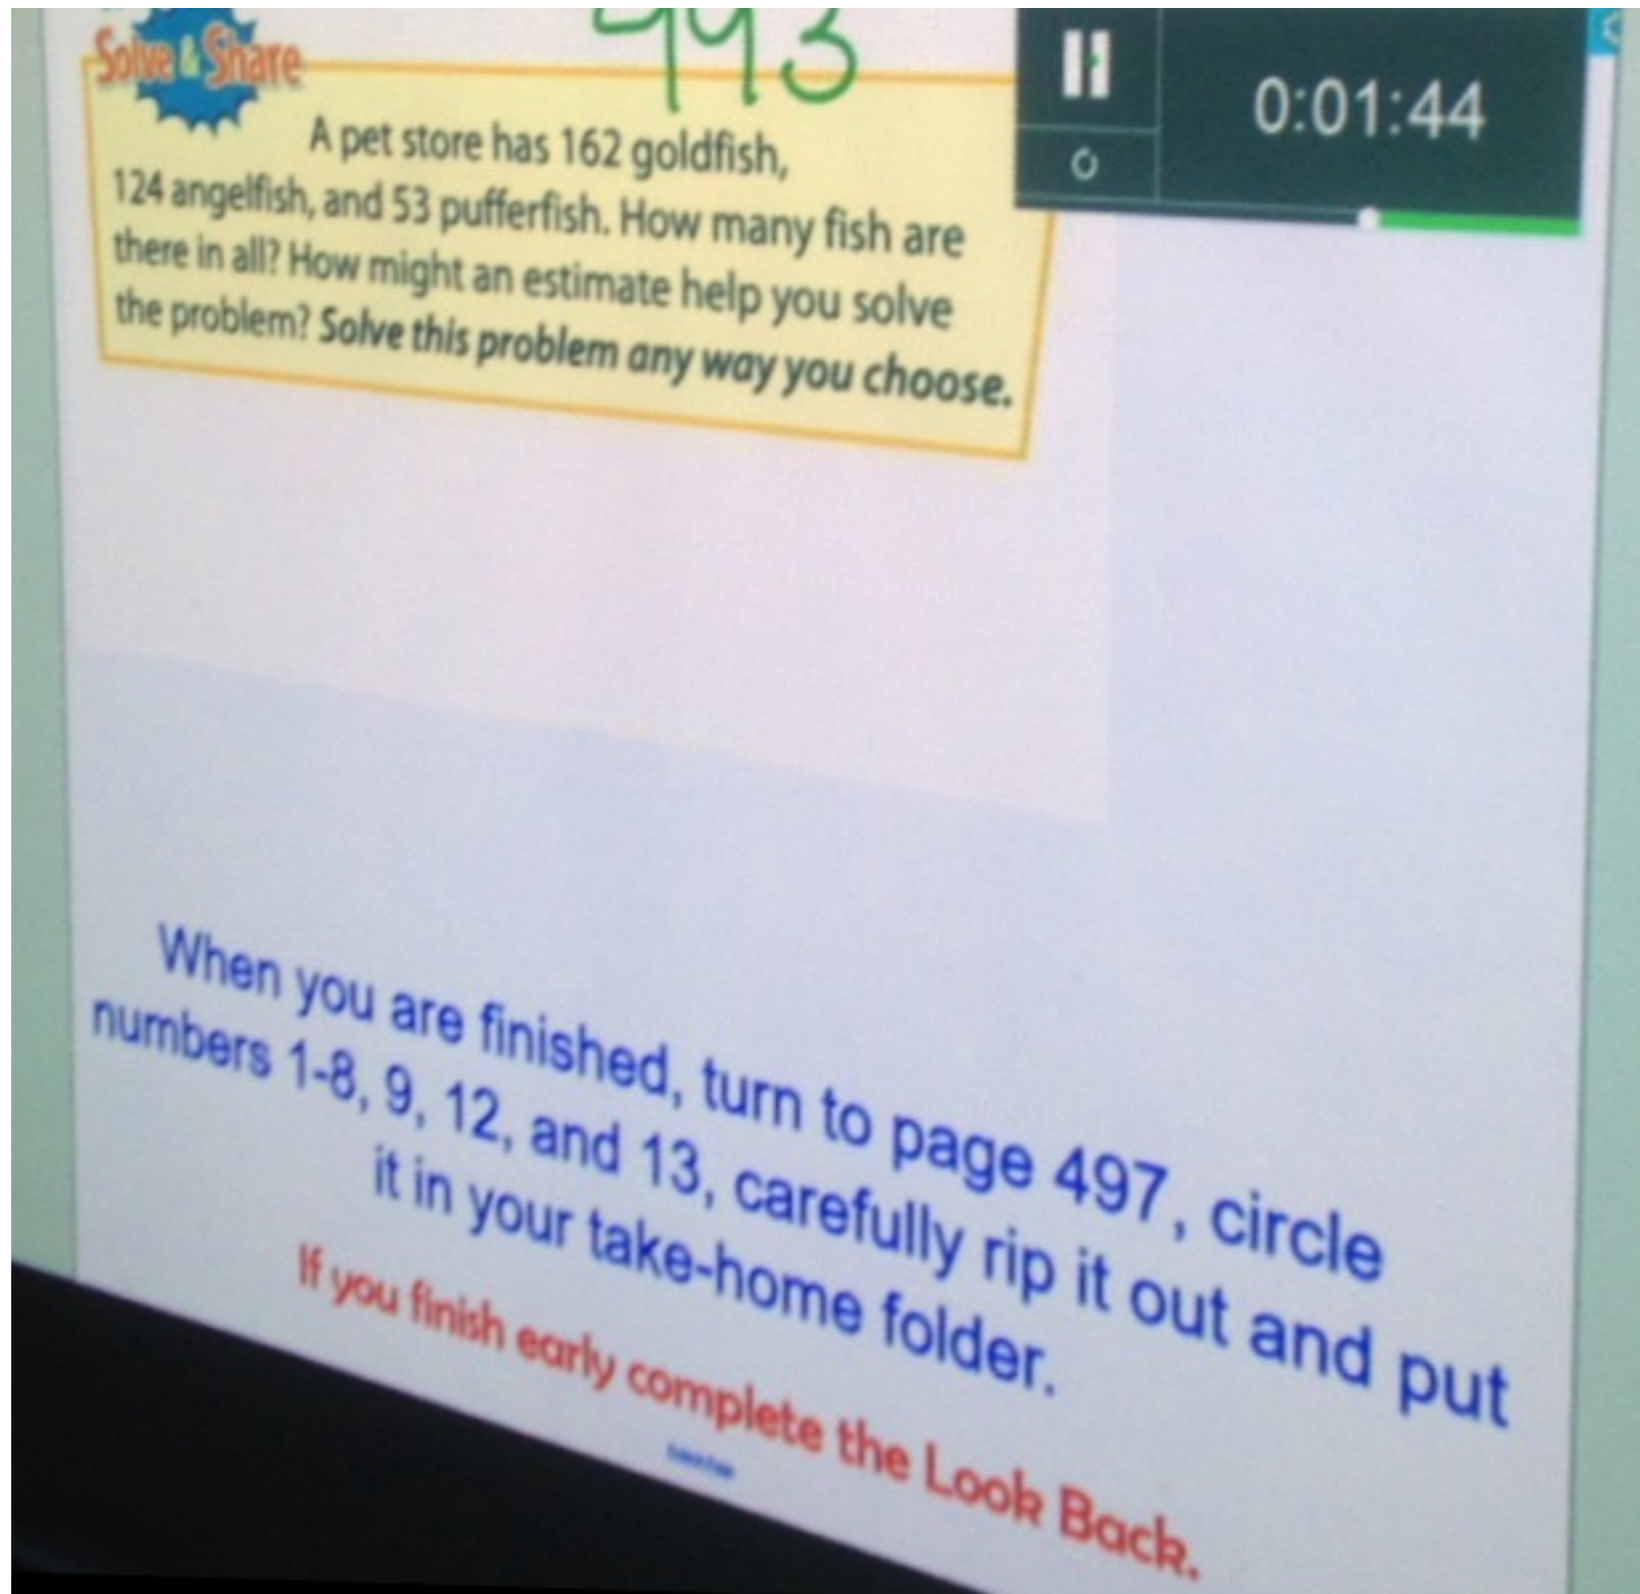 Solve & Share
493
0:01:44
A pet store has 162 goldfish,
124 angelfish, and 53 pufferfish. How many fish are
there in all? How might an estimate help you solve
the problem? Solve this problem any way you choose.
When you are finished, turn to page 497, circle
numbers 1-8, 9, 12, and 13, carefully rip it out and put
it in your take-home folder.
If you finish early complete the Look Back.